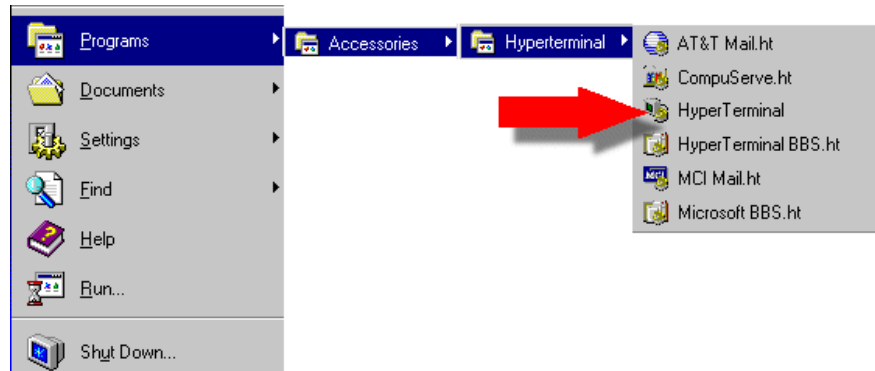 Programs
Documents
Settings
Find
Help
Run...
Shut Down...
Accessories
Hyperterminal
AT&T Mail.ht
CompuServe.ht
HyperTerminal
HyperTerminal BBS.ht
MCI Mail.ht
Microsoft BBS.ht